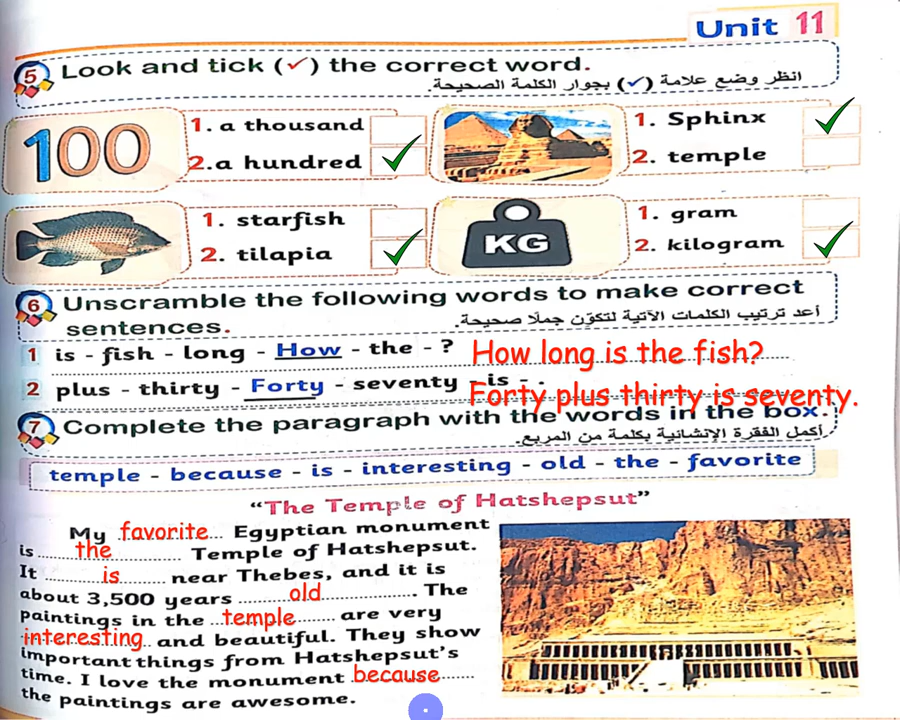 Unit 11
5 Look and tick (✓) the correct word.
انظر وضع علامة (✓) بجوار الكلمة الصحيحة.
100
1. a thousand
2.a hundred ✓
1. Sphinx ✓
2. temple
1. starfish
2. tilapia ✓
KG
1. gram
2. kilogram ✓
6 Unscramble the following words to make correct
sentences.
أعد ترتيب الكلمات الآتية لتكوّن جملًا صحيحة.
1 is - fish - long - How - the - ? How long is the fish?
2 plus - thirty - Forty - seventy - is - . Forty plus thirty is seventy.
7 Complete the paragraph with the words in the box.
أكمل الفقرة الإنشائية بكلمة من المربع.
temple - because - is - interesting - old - the - favorite
“The Temple of Hatshepsut”
My favorite... Egyptian monument
is ... the ... Temple of Hatshepsut.
It ... is ... near Thebes, and it is
about 3,500 years ... old ... . The
paintings in the ... temple ... are very
interesting .. and beautiful. They show
important things from Hatshepsut’s
time. I love the monument because ...
the paintings are awesome.